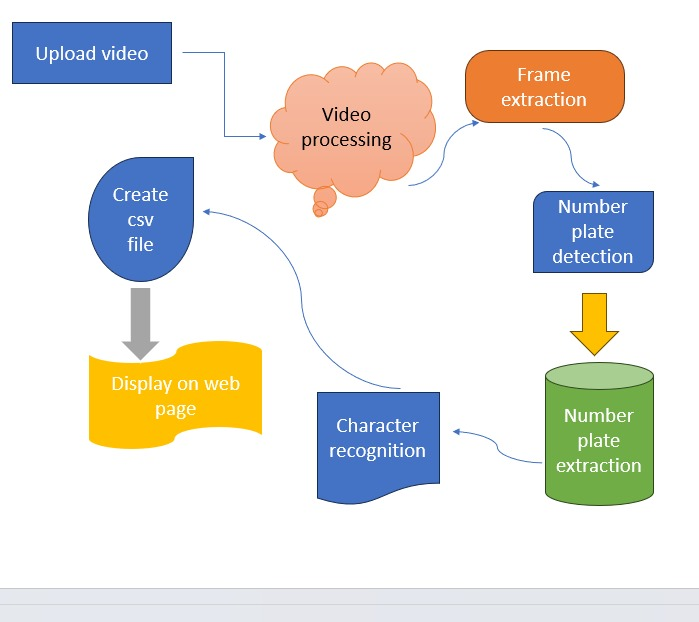 Upload video
Video
processing
Frame
extraction
Number
plate
detection
Number
plate
extraction
Character
recognition
Create
csv
file
Display on web
page